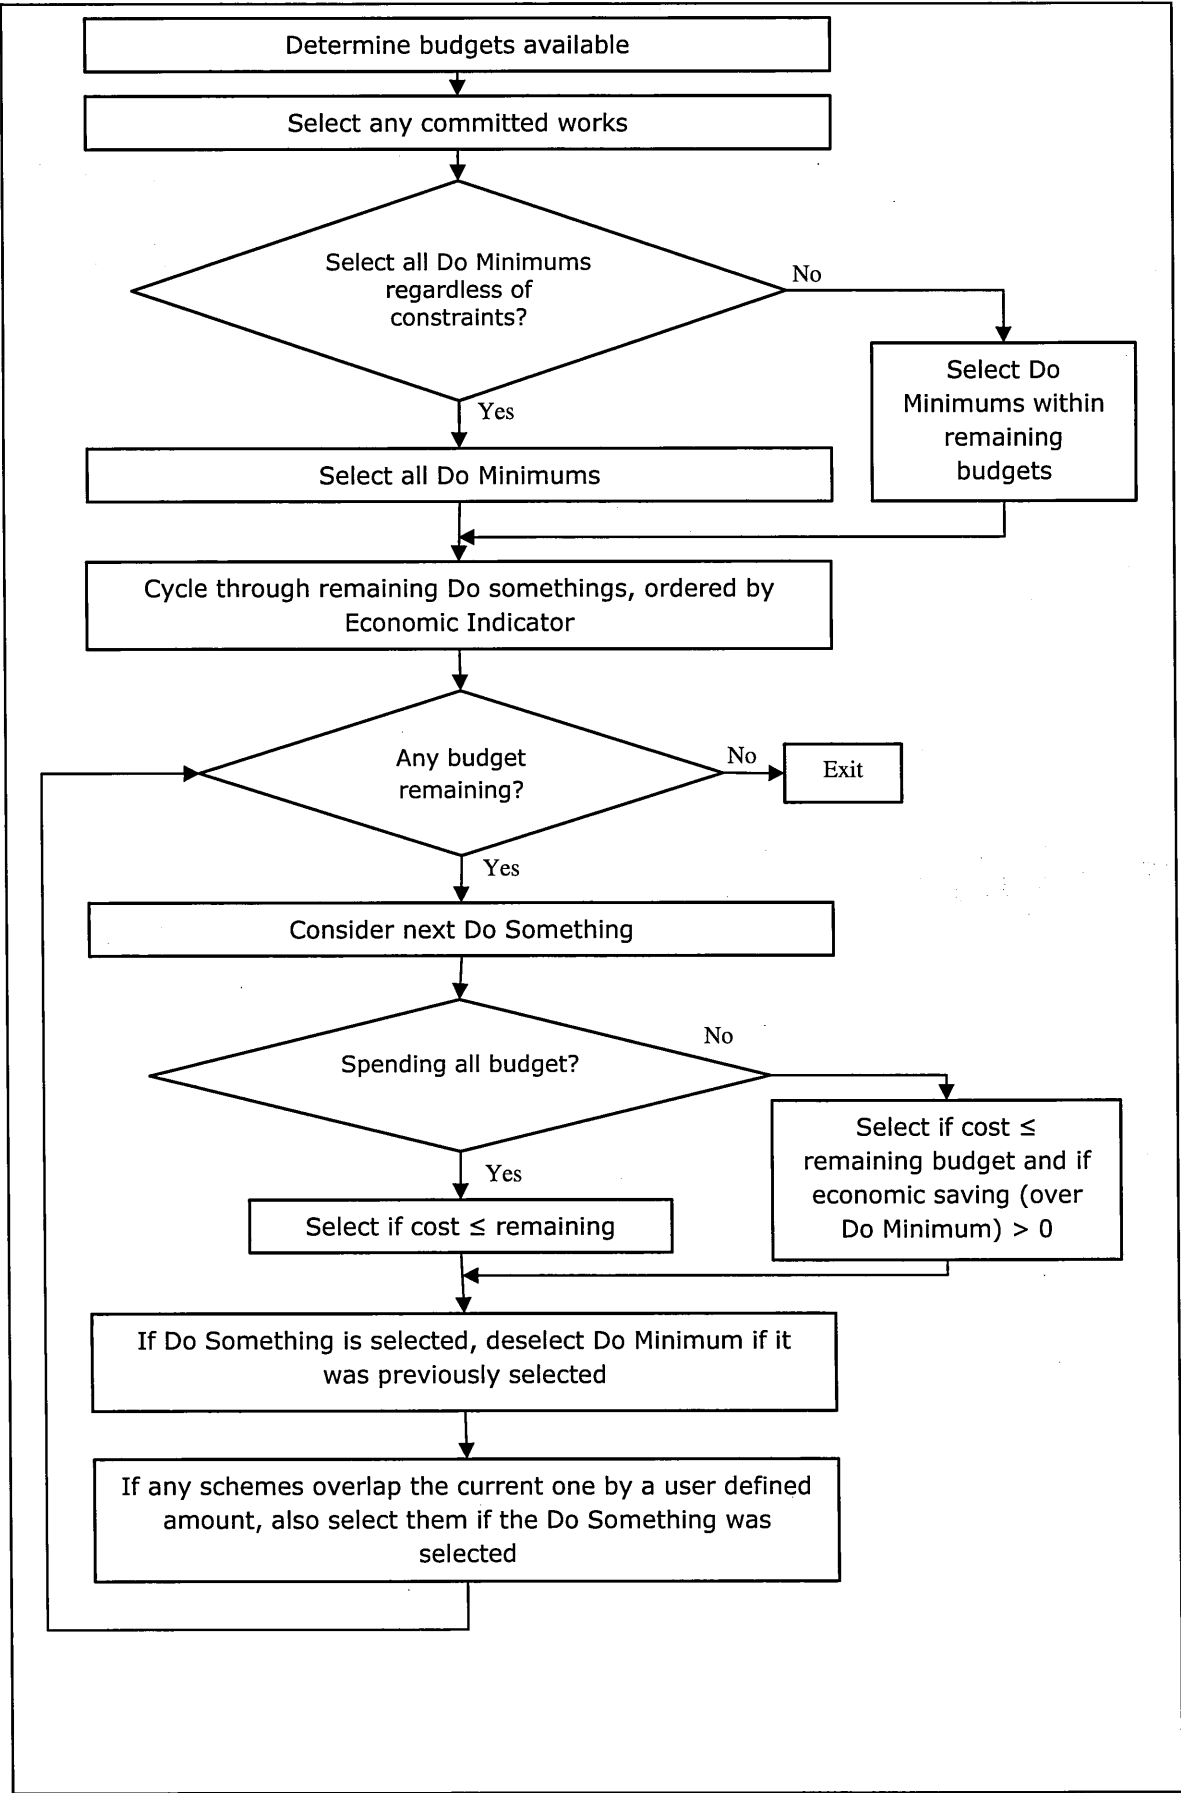 Determine budgets available
Select any committed works
Select all Do Minimums
regardless of
constraints?
No
Select Do
Minimums within
remaining
budgets
Yes
Select all Do Minimums
Cycle through remaining Do somethings, ordered by
Economic Indicator
Any budget
remaining?
No
Exit
Yes
Consider next Do Something
Spending all budget?
No
Select if cost ≤
remaining budget and if
economic saving (over
Do Minimum) > 0
Yes
Select if cost ≤ remaining
If Do Something is selected, deselect Do Minimum if it
was previously selected
If any schemes overlap the current one by a user defined
amount, also select them if the Do Something was
selected